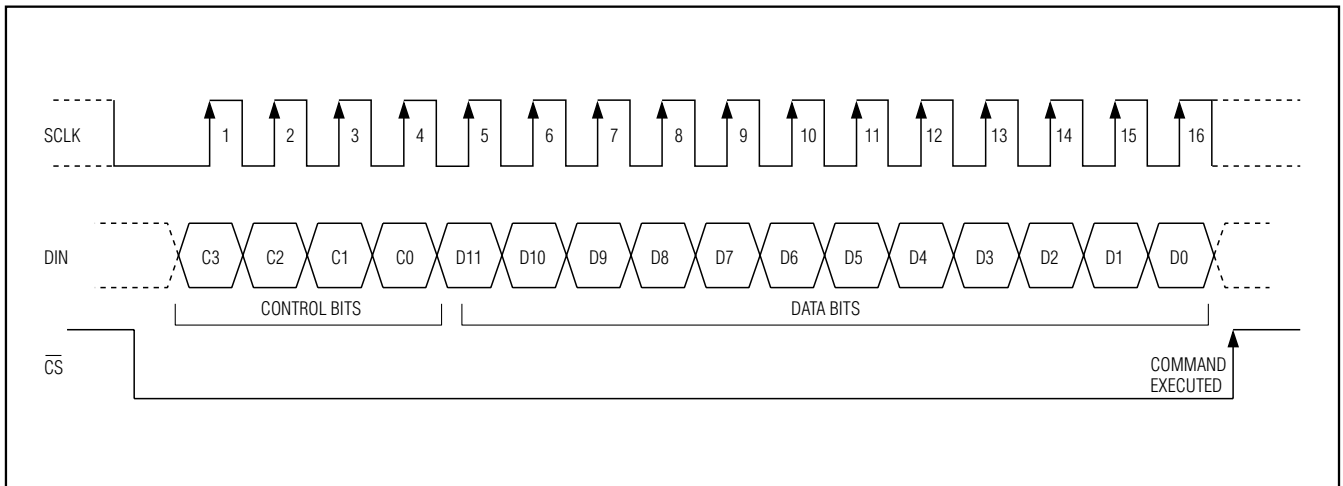 SCLK 1 2 3 4 5 6 7 8 9 10 11 12 13 14 15 16
DIN C3 C2 C1 C0 D11 D10 D9 D8 D7 D6 D5 D4 D3 D2 D1 D0
CONTROL BITS DATA BITS
CS
COMMAND
EXECUTED